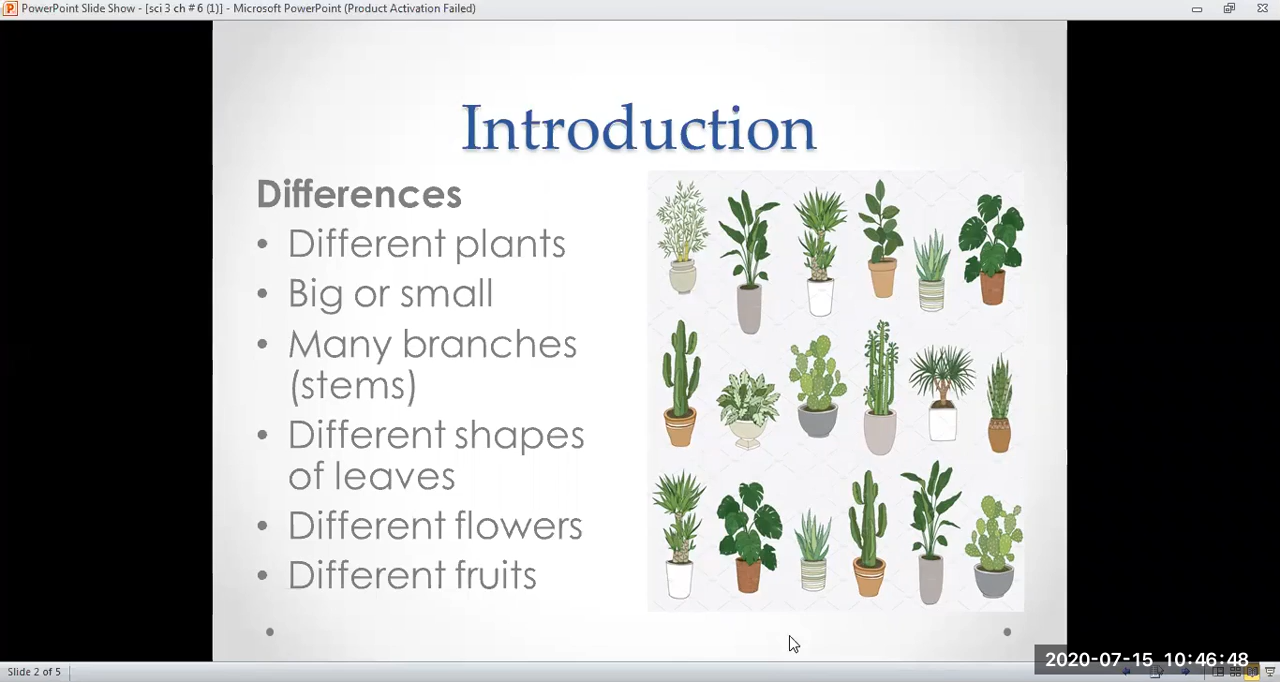 PowerPoint Slide Show - [sci 3 ch # 6 (1)] - Microsoft PowerPoint (Product Activation Failed)
Introduction
Differences
• Different plants
• Big or small
• Many branches
(stems)
• Different shapes
of leaves
• Different flowers
• Different fruits
2020-07-15 10:46:48
Slide 2 of 5